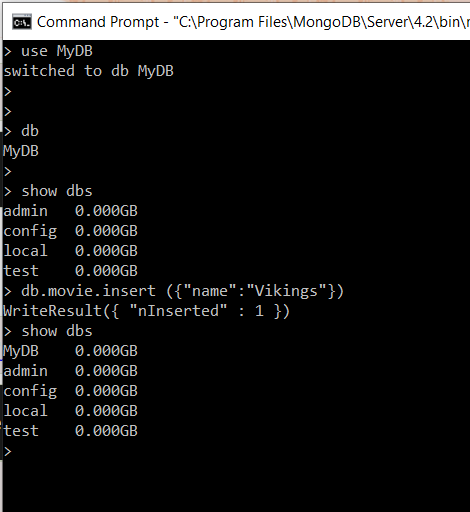 Command Prompt - "C:\Program Files\MongoDB\Server\4.2\bin\
> use MyDB
switched to db MyDB
>
>
> db
MyDB
>
> show dbs
admin   0.000GB
config  0.000GB
local   0.000GB
test    0.000GB
> db.movie.insert ({"name":"Vikings"})
WriteResult({ "nInserted" : 1 })
> show dbs
MyDB    0.000GB
admin   0.000GB
config  0.000GB
local   0.000GB
test    0.000GB
>